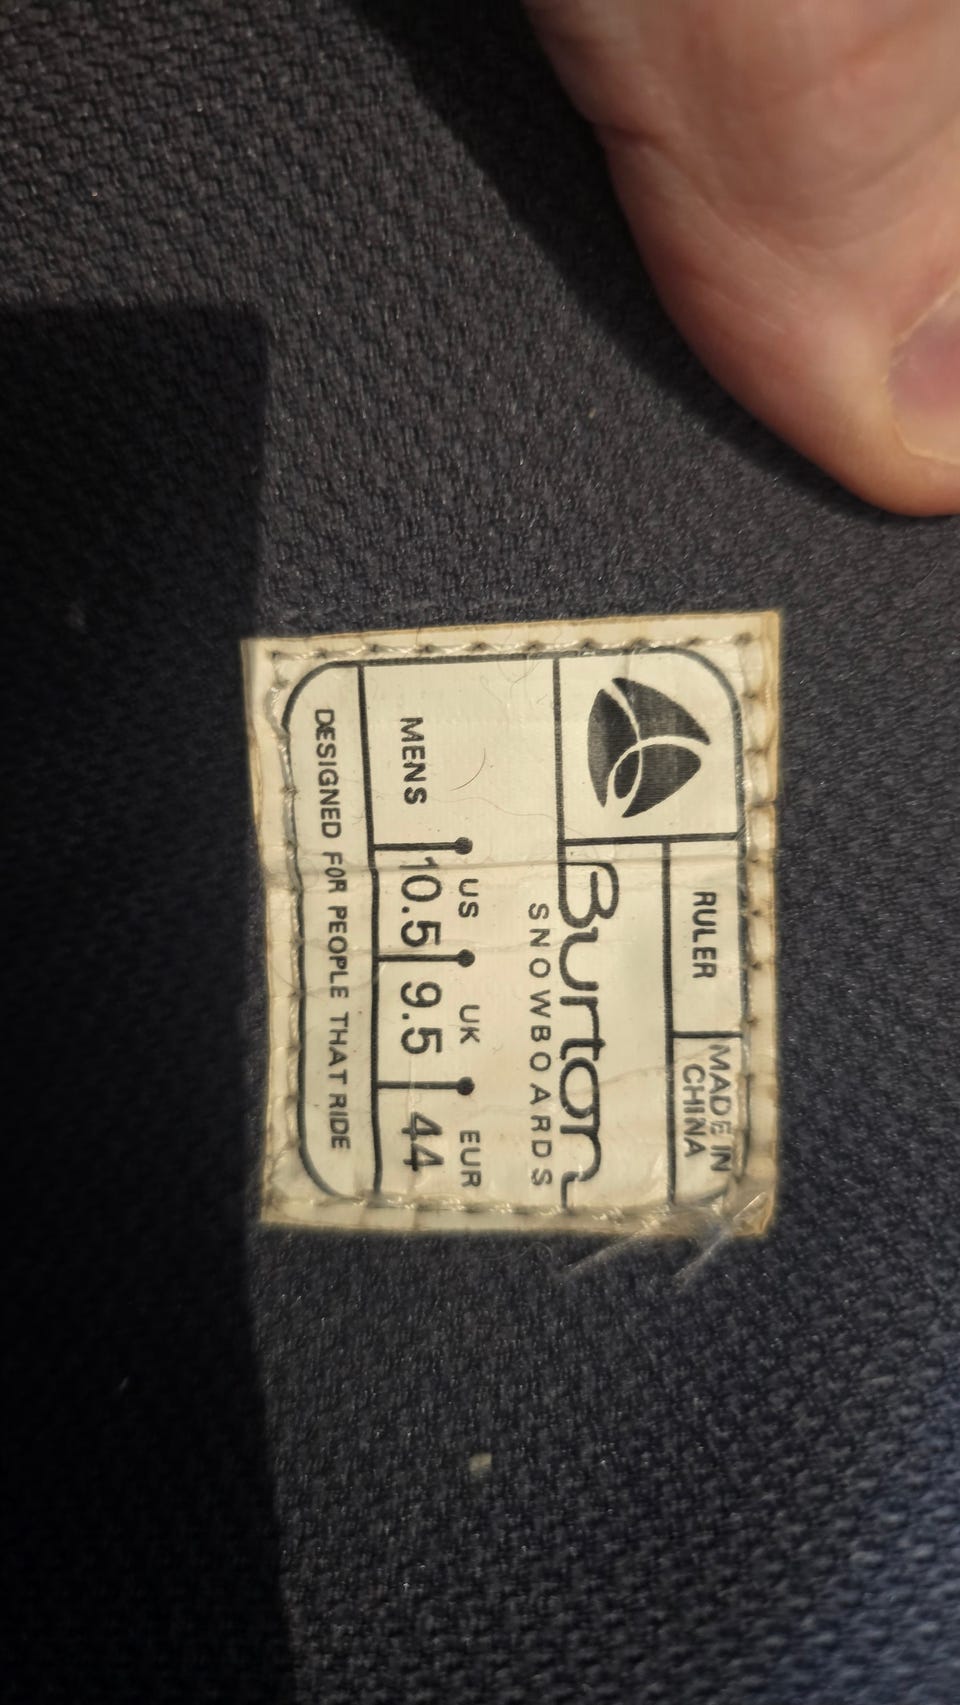 RULER
MADE IN
CHINA
Burton
SNOWBOARDS
US UK EUR
MENS 10.5 9.5 44
DESIGNED FOR PEOPLE THAT RIDE